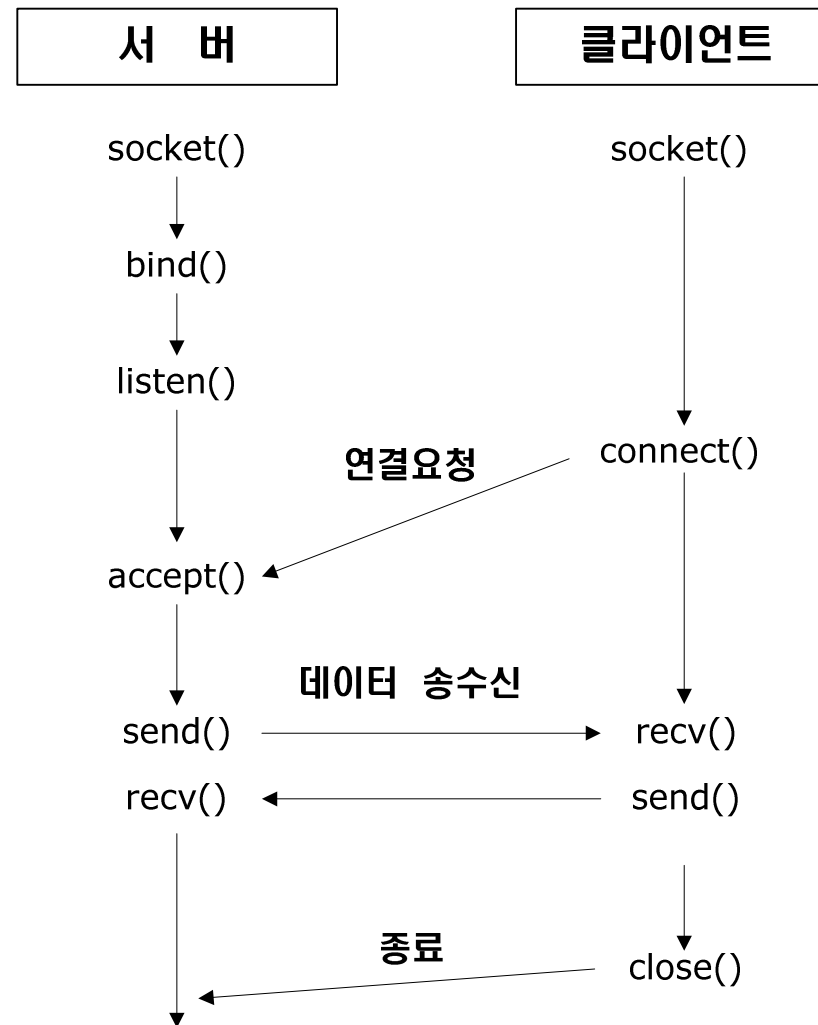 서 버
클라이언트
socket()
socket()
bind()
listen()
연결요청
connect()
accept()
데이터 송수신
send()
recv()
recv()
send()
종료
close()